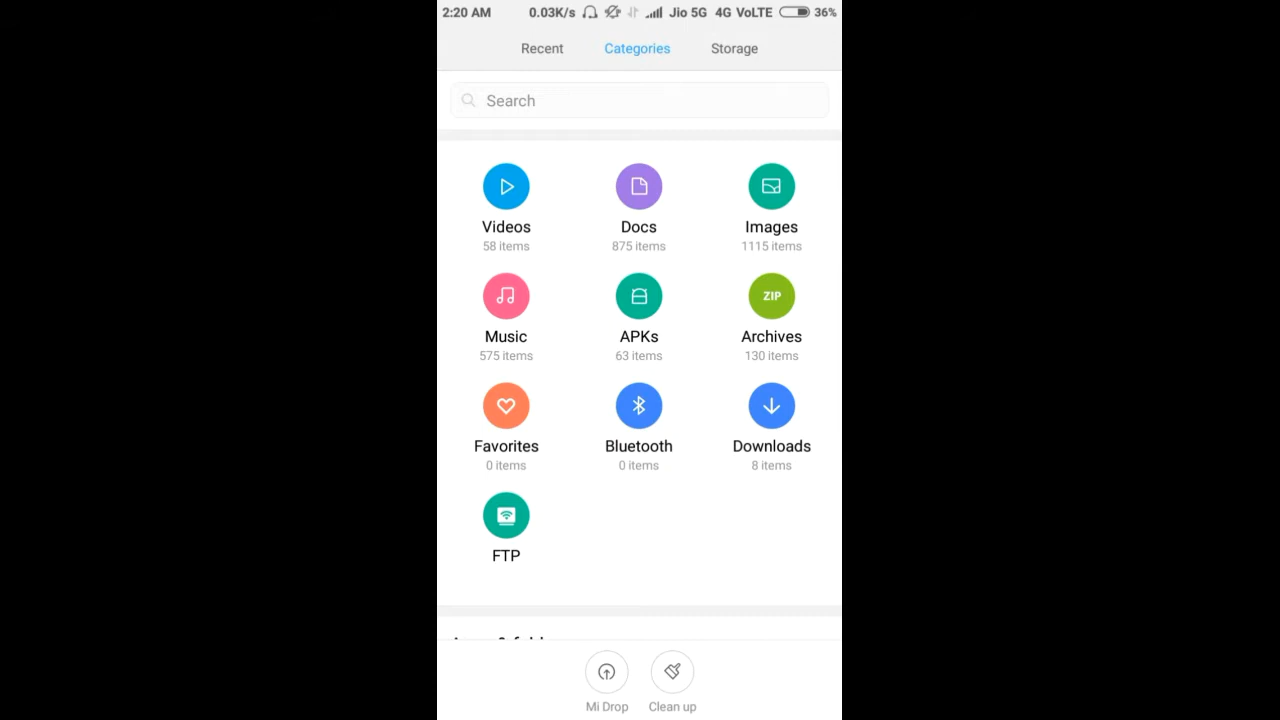 2:20 AM 0.03K/s Jio 5G 4G VoLTE 36%
Recent Categories Storage
Search
Videos Docs Images
58 items 875 items 1115 items
ZIP
Music APKs Archives
575 items 63 items 130 items
Favorites Bluetooth Downloads
0 items 0 items 8 items
FTP
Mi Drop Clean up